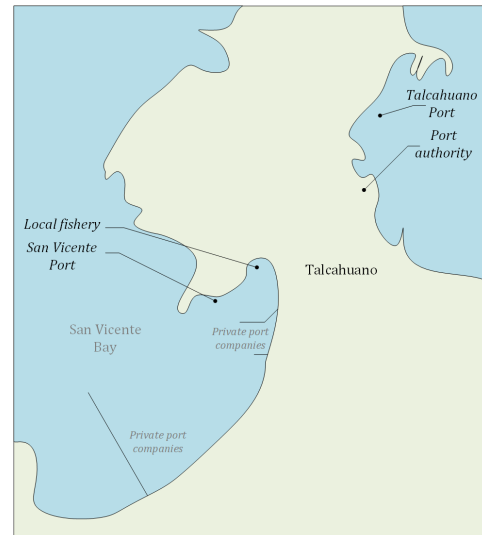 Talcahuano
Port
Port
authority
Local fishery
San Vicente
Port
Talcahuano
San Vicente
Bay
Private port
companies
Private port
companies